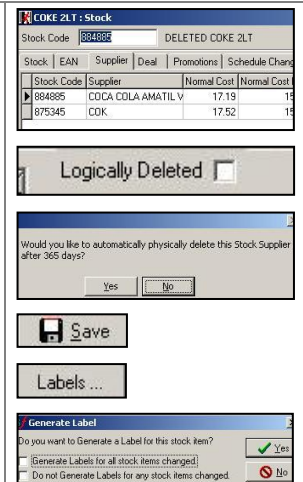 COKE 2LT : Stock
Stock Code 884885 DELETED COKE 2LT
Stock EAN Supplier Deal Promotions Schedule Chang
Stock Code Supplier Normal Cost Normal Cost
884885 COCA COLA AMATIL V 17.19 15
875345 COK 17.52 15
Logically Deleted
Would you like to automatically physically delete this Stock Supplier
after 365 days?
Yes No
Save
Labels ...
Generate Label
Do you want to Generate a Label for this stock item?
Yes
Generate Labels for all stock items changed.
Do not Generate Labels for any stock items changed.
No